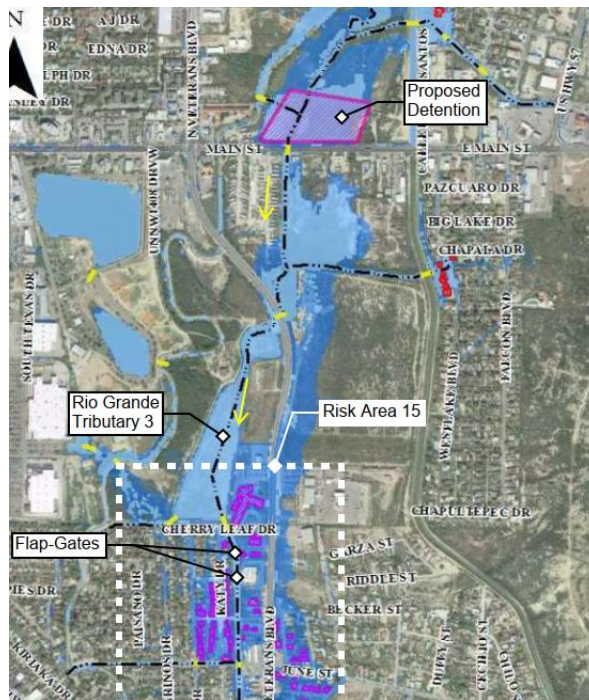 N
AJ DR
EDNA DR
N VETERANS BLVD
Proposed
Detention
US HWY 57
MAIN ST
E MAIN ST
PAZCUARO DR
BIG LAKE DR
CHAPALA DR
SOUTH TEXAS DR
WESTLAKE BLVD
FALCON BLVD
Rio Grande
Tributary 3
Risk Area 15
CHERRY LEAF DR
CHAPULTEPEC DR
Flap-Gates
GARZA ST
RIDDLE ST
BECKER ST
PAISANO DR
KATY DR
JUNE ST